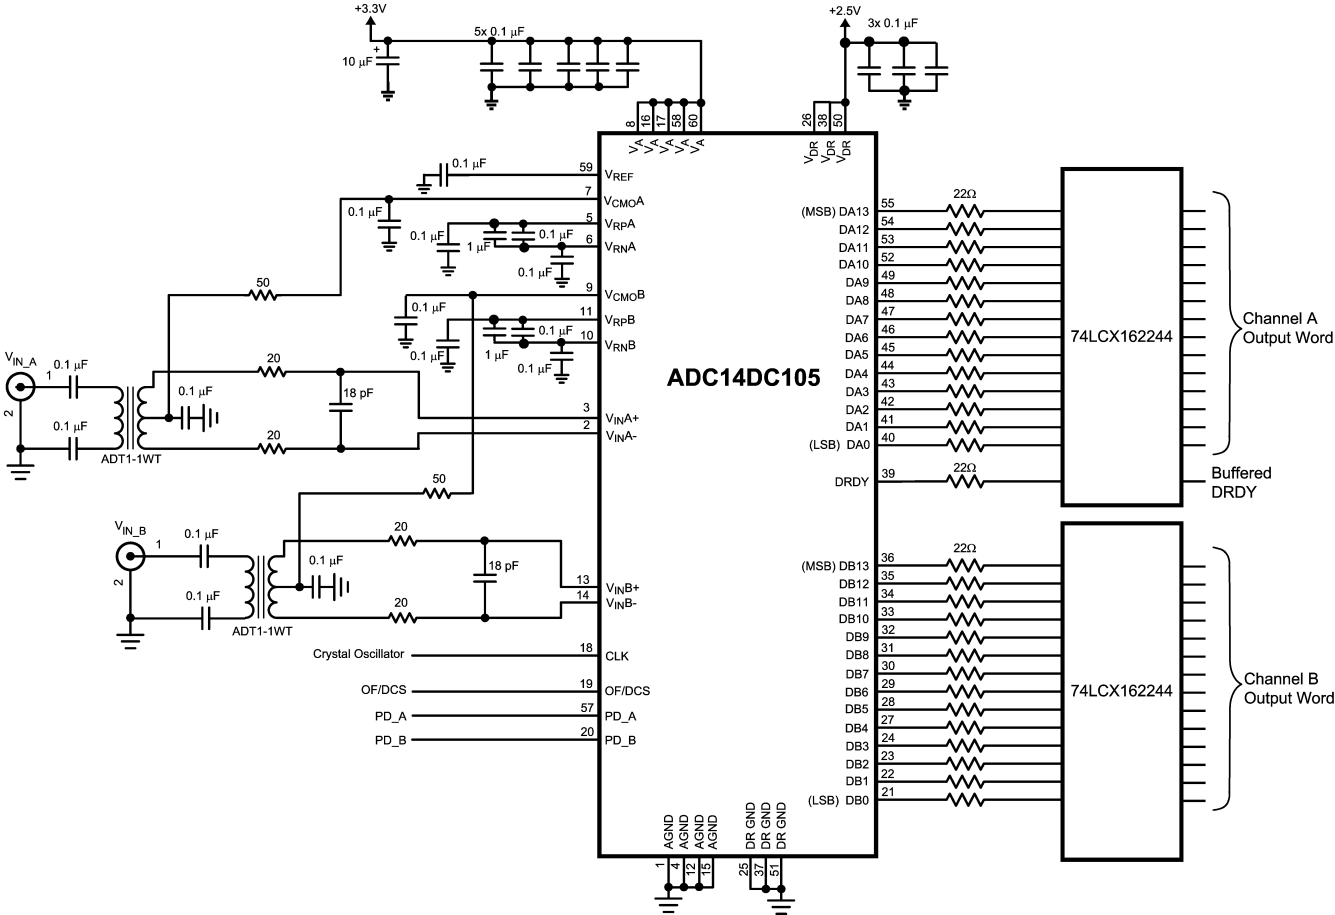 +3.3V
5x 0.1 µF
+
10 µF
+2.5V
3x 0.1 µF
8
16
17
58
60
VA
VA
VA
VA
VA
26
38
50
VDR
VDR
VDR
0.1 µF
59
VREF
7
VCMOA
0.1 µF
5
VRPA
0.1 µF
1 µF
0.1 µF
6
VRNA
0.1 µF
50
9
VCMOB
0.1 µF
11
VRPB
0.1 µF
1 µF
0.1 µF
10
VRNB
0.1 µF
VIN_A
1
2
0.1 µF
0.1 µF
ADT1-1WT
0.1 µF
20
20
18 pF
3
VINA+
2
VINA-
50
VIN_B
1
2
0.1 µF
0.1 µF
ADT1-1WT
0.1 µF
20
20
18 pF
13
VINB+
14
VINB-
Crystal Oscillator
18
CLK
OF/DCS
19
OF/DCS
PD_A
57
PD_A
PD_B
20
PD_B
ADC14DC105
22Ω
(MSB) DA13
55
DA12
54
DA11
53
DA10
52
DA9
49
DA8
48
DA7
47
DA6
46
DA5
45
DA4
44
DA3
43
DA2
42
DA1
41
(LSB) DA0
40
DRDY
39
22Ω
74LCX162244
Channel A
Output Word
Buffered
DRDY
22Ω
(MSB) DB13
36
DB12
35
DB11
34
DB10
33
DB9
32
DB8
31
DB7
30
DB6
29
DB5
28
DB4
27
DB3
24
DB2
23
DB1
22
(LSB) DB0
21
74LCX162244
Channel B
Output Word
AGND
AGND
AGND
AGND
1
4
12
15
DR GND
DR GND
DR GND
25
37
51